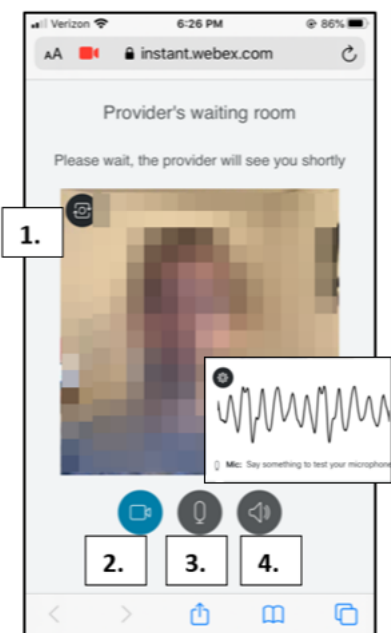 Verizon 6:26 PM 86%
AA instant.webex.com
Provider's waiting room
Please wait, the provider will see you shortly
1.
Mic: Say something to test your microphone
2. 3. 4.